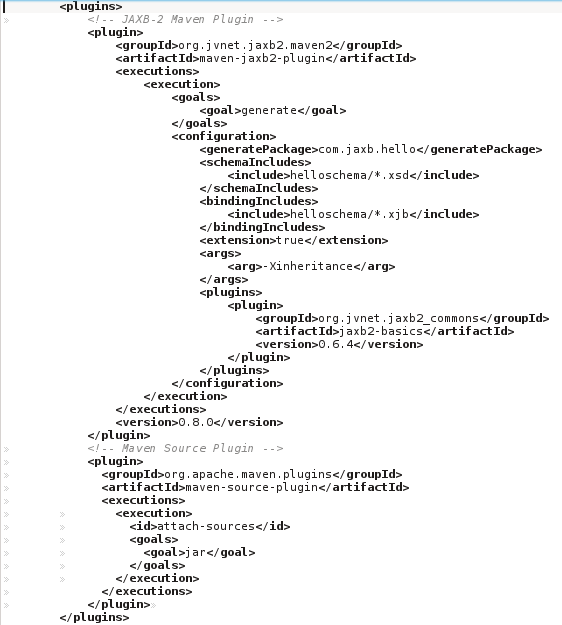 <plugins>
<!-- JAXB-2 Maven Plugin -->
<plugin>
<groupId>org.jvnet.jaxb2.maven2</groupId>
<artifactId>maven-jaxb2-plugin</artifactId>
<executions>
<execution>
<goals>
<goal>generate</goal>
</goals>
<configuration>
<generatePackage>com.jaxb.hello</generatePackage>
<schemaIncludes>
<include>helloschema/*.xsd</include>
</schemaIncludes>
<bindingIncludes>
<include>helloschema/*.xjb</include>
</bindingIncludes>
<extension>true</extension>
<args>
<arg>-Xinheritance</arg>
</args>
<plugins>
<plugin>
<groupId>org.jvnet.jaxb2_commons</groupId>
<artifactId>jaxb2-basics</artifactId>
<version>0.6.4</version>
</plugin>
</plugins>
</configuration>
</execution>
</executions>
<version>0.8.0</version>
</plugin>
<!-- Maven Source Plugin -->
<plugin>
<groupId>org.apache.maven.plugins</groupId>
<artifactId>maven-source-plugin</artifactId>
<executions>
<execution>
<id>attach-sources</id>
<goals>
<goal>jar</goal>
</goals>
</execution>
</executions>
</plugin>
</plugins>